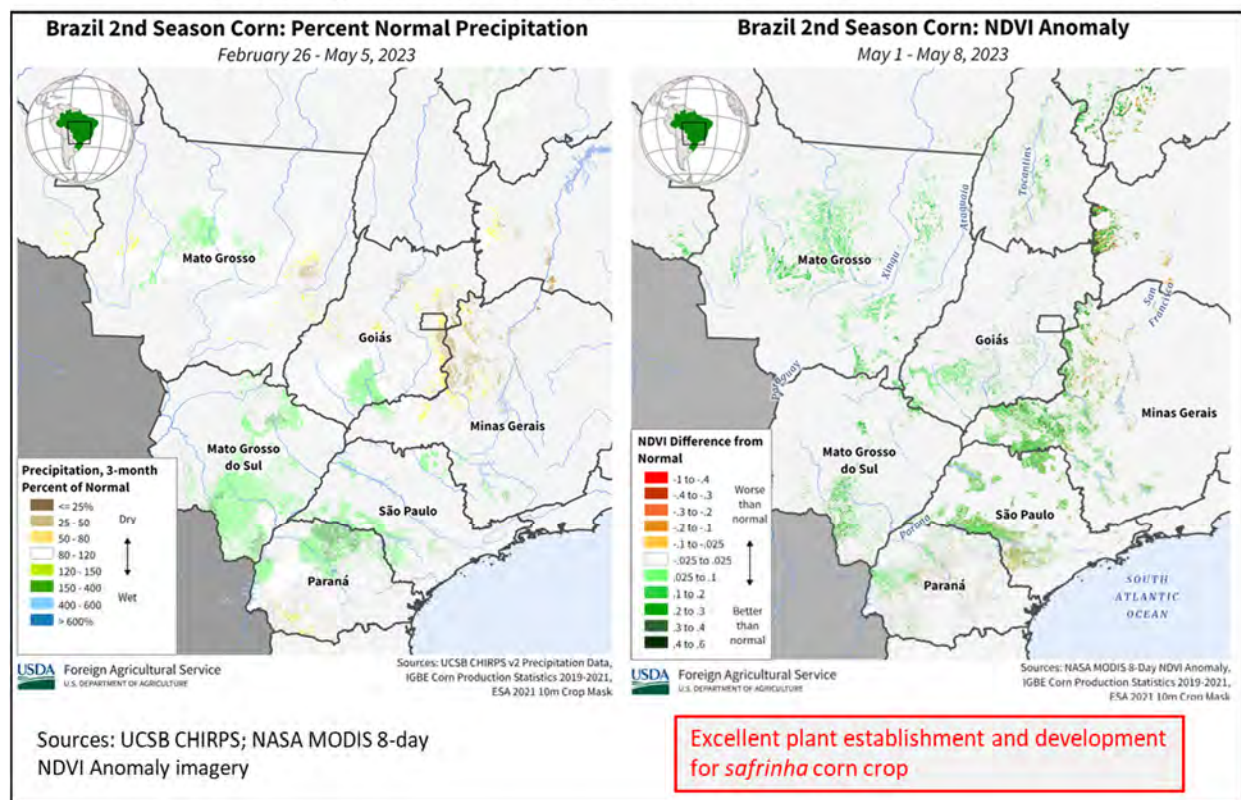 Brazil 2nd Season Corn: Percent Normal Precipitation
February 26 - May 5, 2023
Mato Grosso
Goiás
Minas Gerais
Mato Grosso
do Sul
São Paulo
Paraná
Precipitation, 3-month
Percent of Normal
<= 25%
25 - 50
50 - 80
80 - 120
120 - 150
150 - 400
400 - 600
> 600%
Dry
Wet
USDA
Foreign Agricultural Service
U.S. DEPARTMENT OF AGRICULTURE
Sources: UCSB CHIRPS v2 Precipitation Data,
IGBE Corn Production Statistics 2019-2021,
ESA 2021 10m Crop Mask
Brazil 2nd Season Corn: NDVI Anomaly
May 1 - May 8, 2023
Tocantins
Araguaia
Xingu
Mato Grosso
San
Francisco
Goiás
Paraguay
Minas Gerais
Mato Grosso
do Sul
São Paulo
Parana
Paraná
SOUTH
ATLANTIC
OCEAN
NDVI Difference from
Normal
-1 to -.4
-.4 to -.3
-.3 to -.2
-.2 to -.1
-.1 to -.025
-.025 to .025
.025 to .1
.1 to .2
.2 to .3
.3 to .4
.4 to .6
Worse
than
normal
Better
than
normal
USDA
Foreign Agricultural Service
U.S. DEPARTMENT OF AGRICULTURE
Sources: NASA MODIS 8-Day NDVI Anomaly,
IGBE Corn Production Statistics 2019-2021,
ESA 2021 10m Crop Mask
Sources: UCSB CHIRPS; NASA MODIS 8-day
NDVI Anomaly imagery
Excellent plant establishment and development
for safrinha corn crop